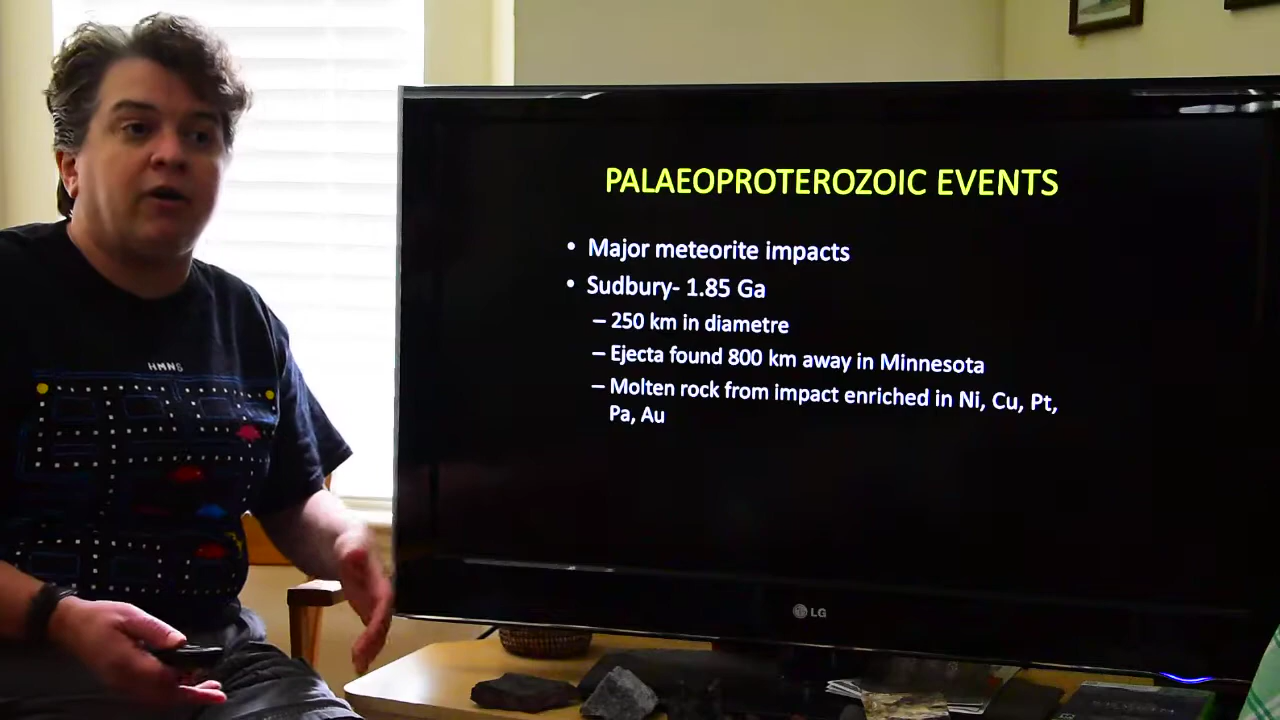 PALAEOPROTEROZOIC EVENTS
• Major meteorite impacts
• Sudbury- 1.85 Ga
– 250 km in diametre
– Ejecta found 800 km away in Minnesota
– Molten rock from impact enriched in Ni, Cu, Pt,
Pa, Au
HMNS
LG